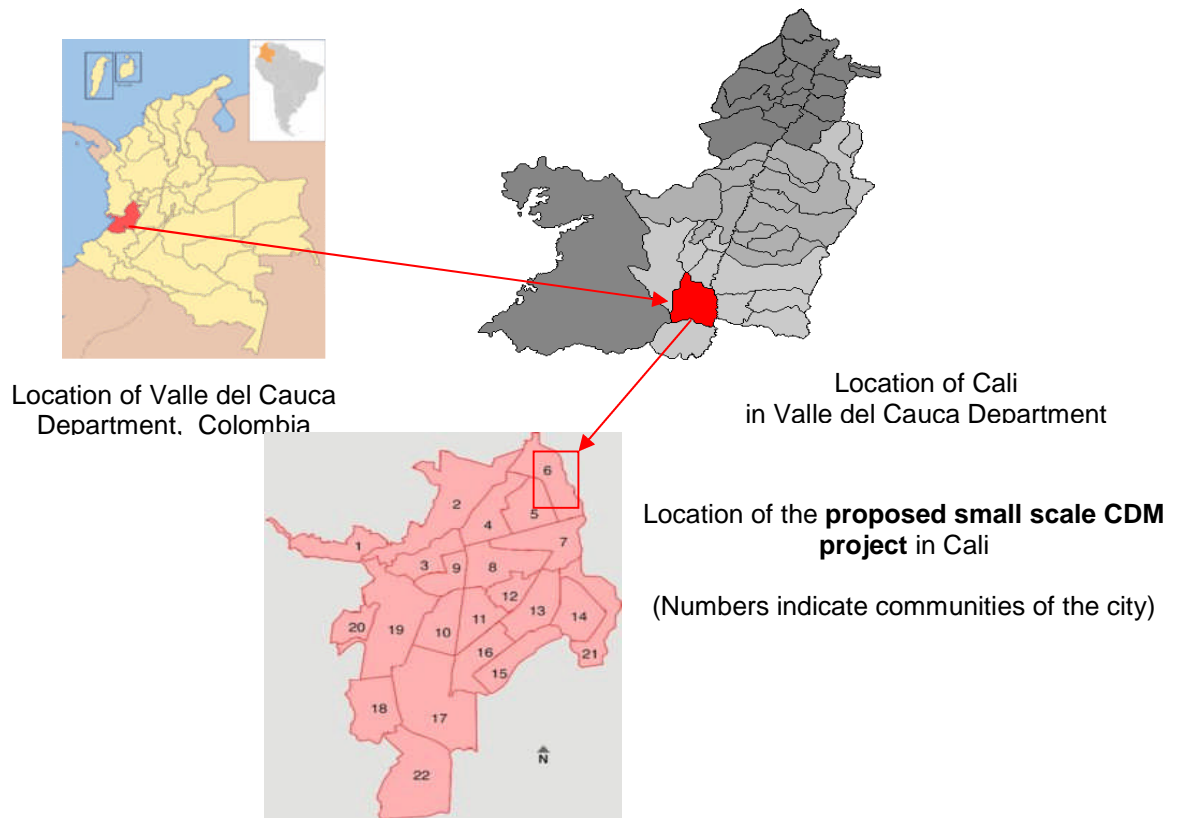 Location of Valle del Cauca
Department, Colombia
Location of Cali
in Valle del Cauca Department
Location of the proposed small scale CDM
project in Cali
(Numbers indicate communities of the city)
6
2
5
4
7
1
3
9
8
12
11
13
14
20
19
10
16
21
15
18
17
N
22